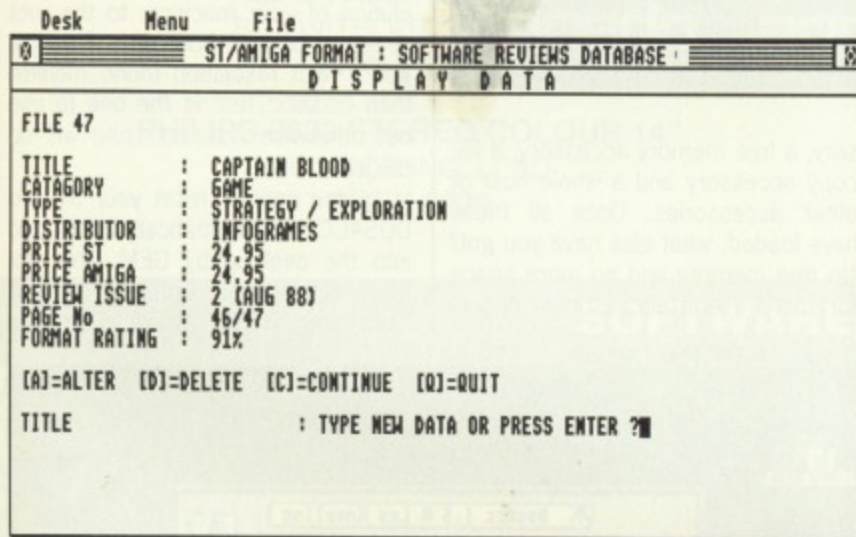 Desk Menu File
ST/AMIGA FORMAT : SOFTWARE REVIEWS DATABASE
DISPLAY DATA
FILE 47
TITLE : CAPTAIN BLOOD
CATAGORY : GAME
TYPE : STRATEGY / EXPLORATION
DISTRIBUTOR : INFOGRAMES
PRICE ST : 24.95
PRICE AMIGA : 24.95
REVIEW ISSUE : 2 (AUG 88)
PAGE No : 46/47
FORMAT RATING : 91%
[A]=ALTER [D]=DELETE [C]=CONTINUE [Q]=QUIT
TITLE : TYPE NEW DATA OR PRESS ENTER ?